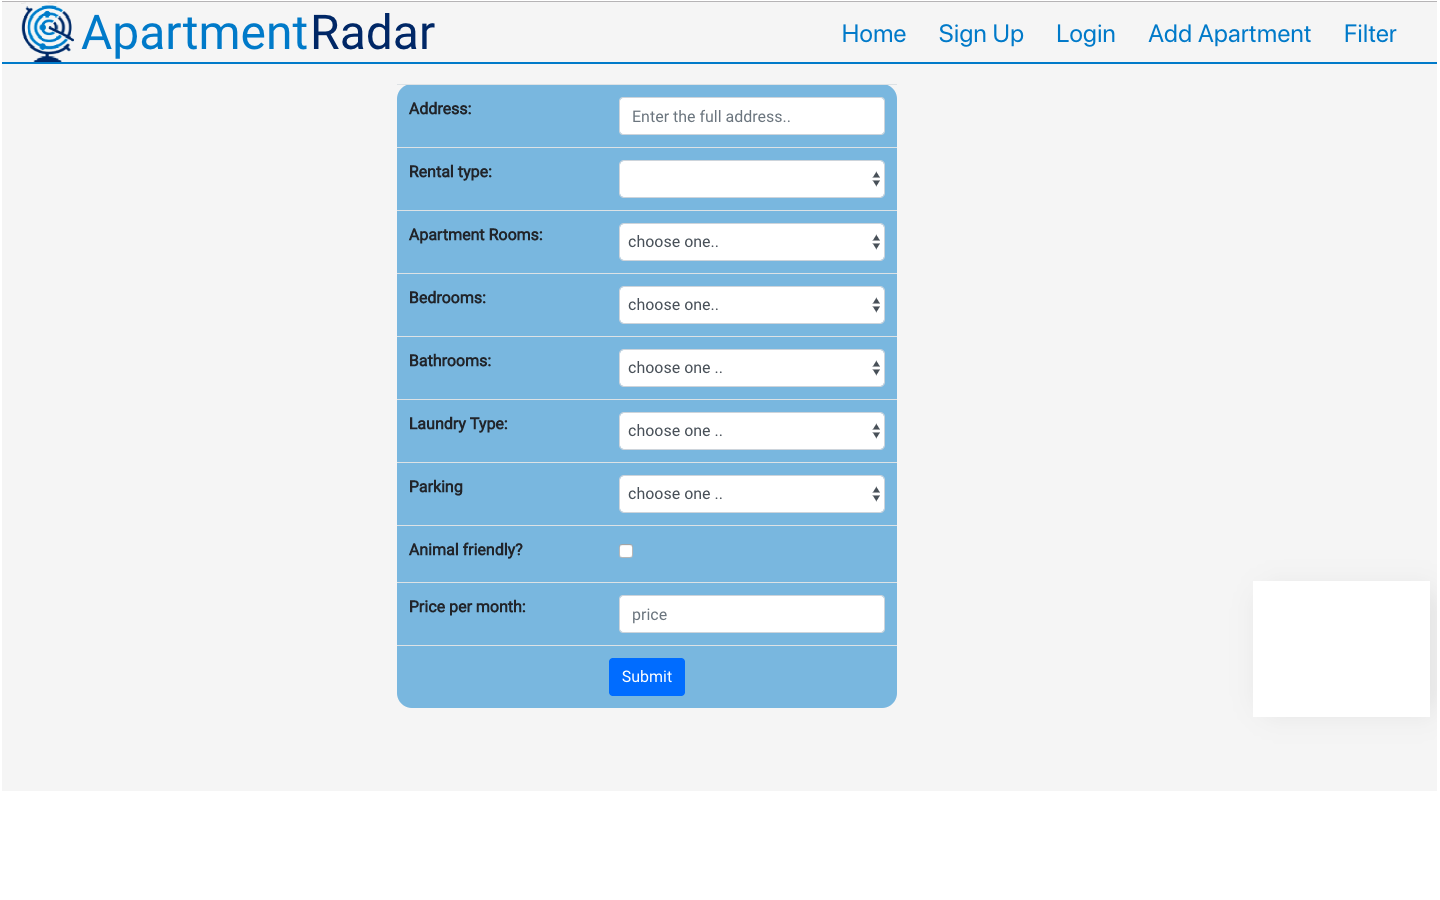 ApartmentRadar
Home Sign Up Login Add Apartment Filter
Address: Enter the full address..
Rental type:
Apartment Rooms: choose one..
Bedrooms: choose one..
Bathrooms: choose one ..
Laundry Type: choose one ..
Parking choose one ..
Animal friendly?
Price per month: price
Submit